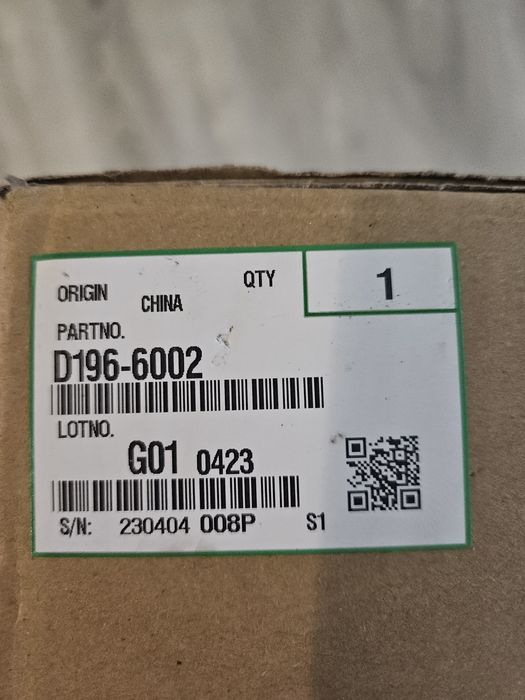 ORIGIN CHINA QTY 1
PARTNO.
D196-6002
LOTNO.
G01 0423
S/N: 230404 008P S1